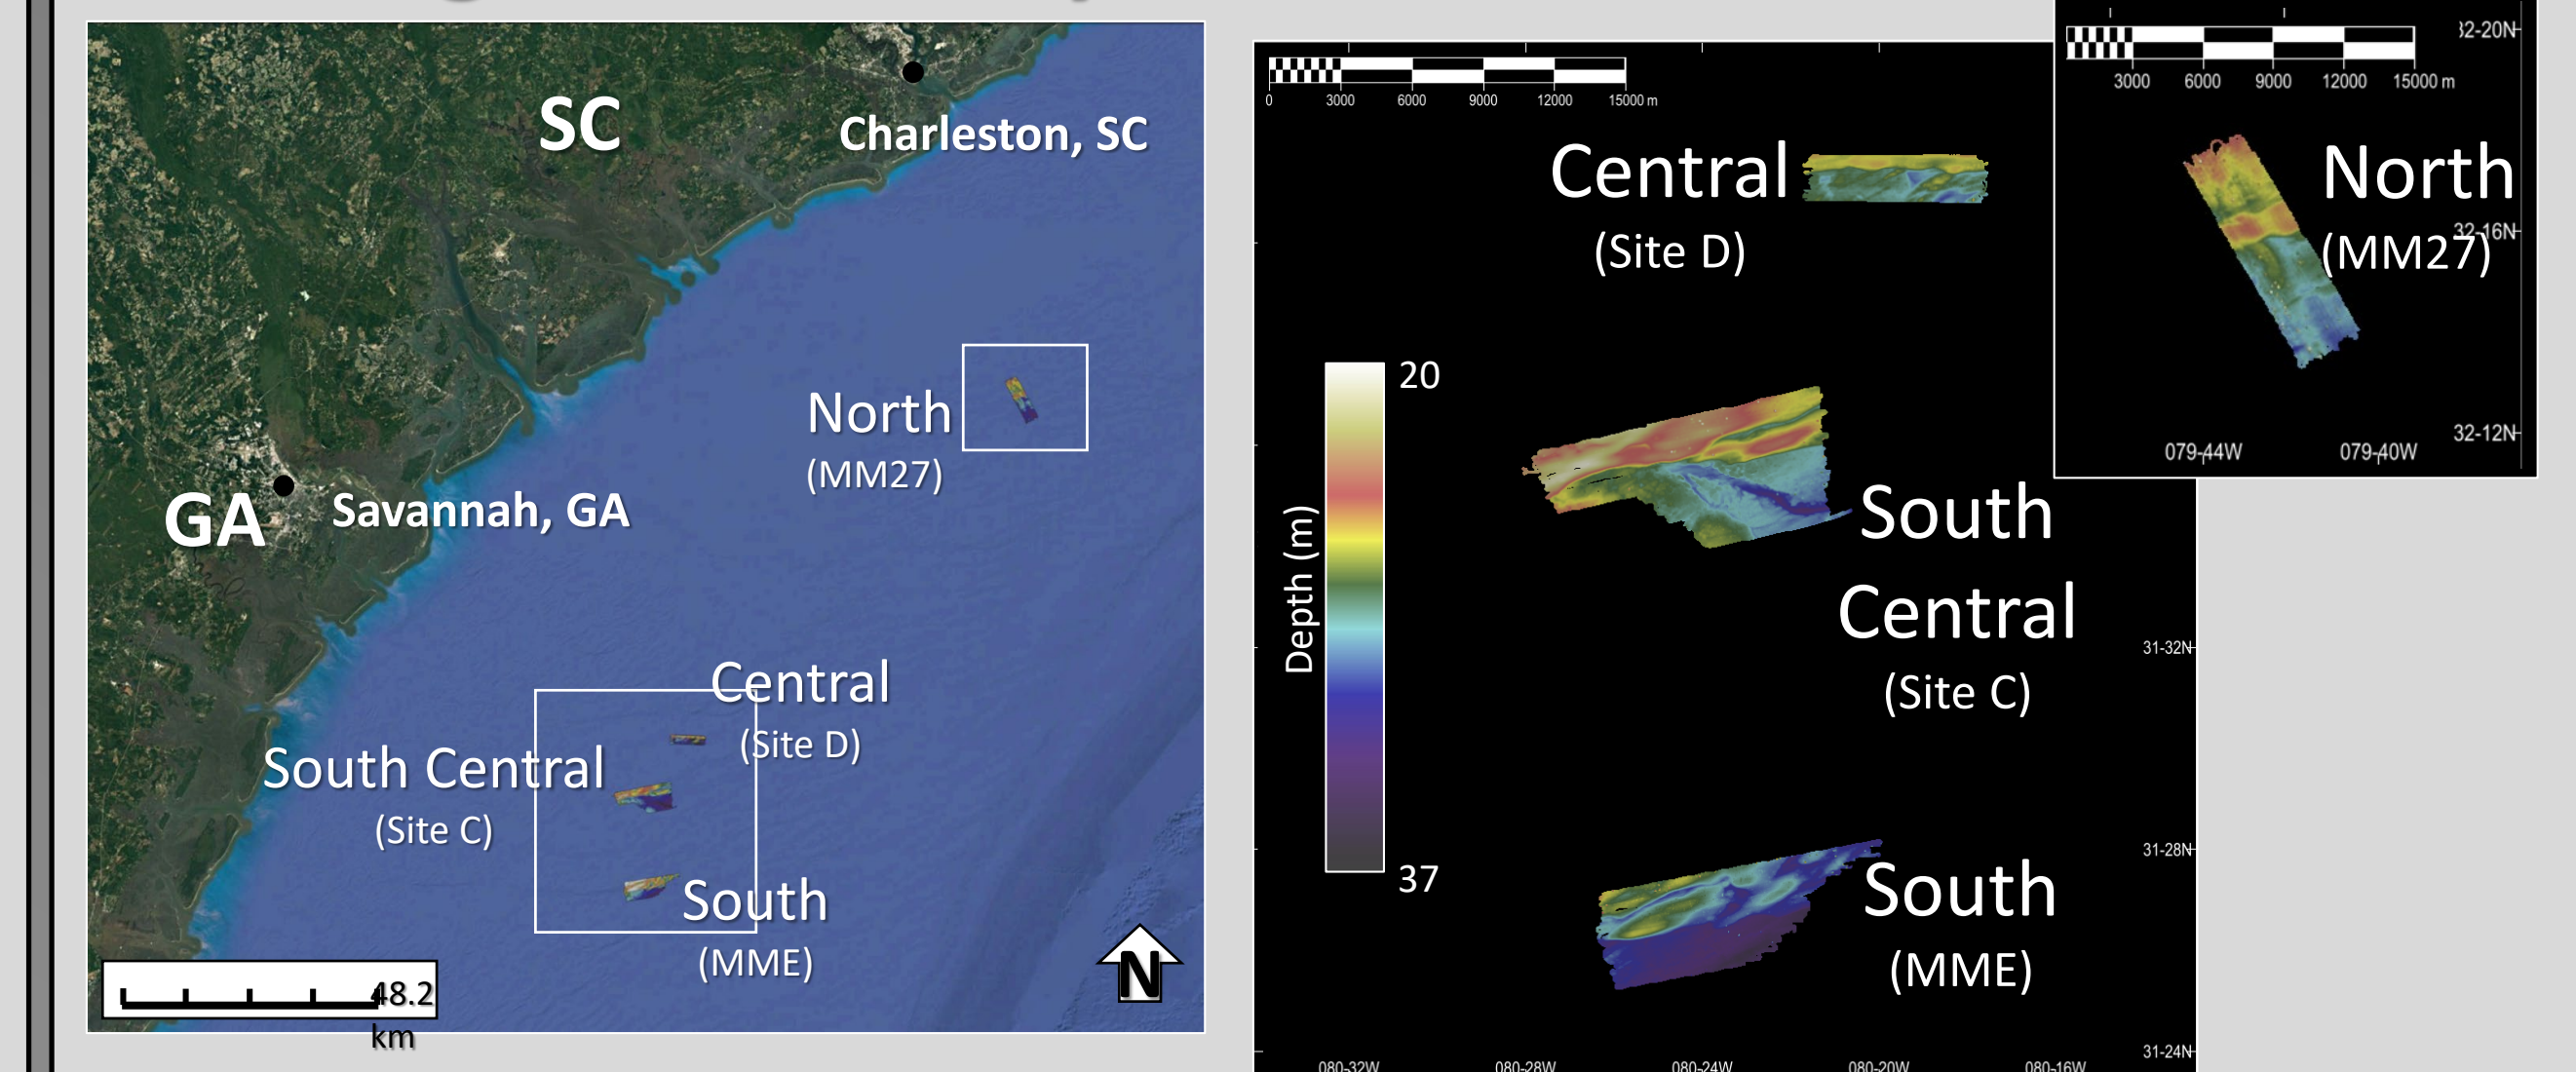 SC
Charleston, SC
North
(MM27)
GA
Savannah, GA
Central
(Site D)
South Central
(Site C)
South
(MME)
48.2
km
N
0 3000 6000 9000 12000 15000 m
Central
(Site D)
20
Depth (m)
37
South
Central
(Site C)
South
(MME)
31-32N
31-28N
31-24N
080-32W 080-28W 080-24W 080-20W 080-16W
3000 6000 9000 12000 15000 m
32-20N
North
32-16N
(MM27)
32-12N
079-44W 079-40W